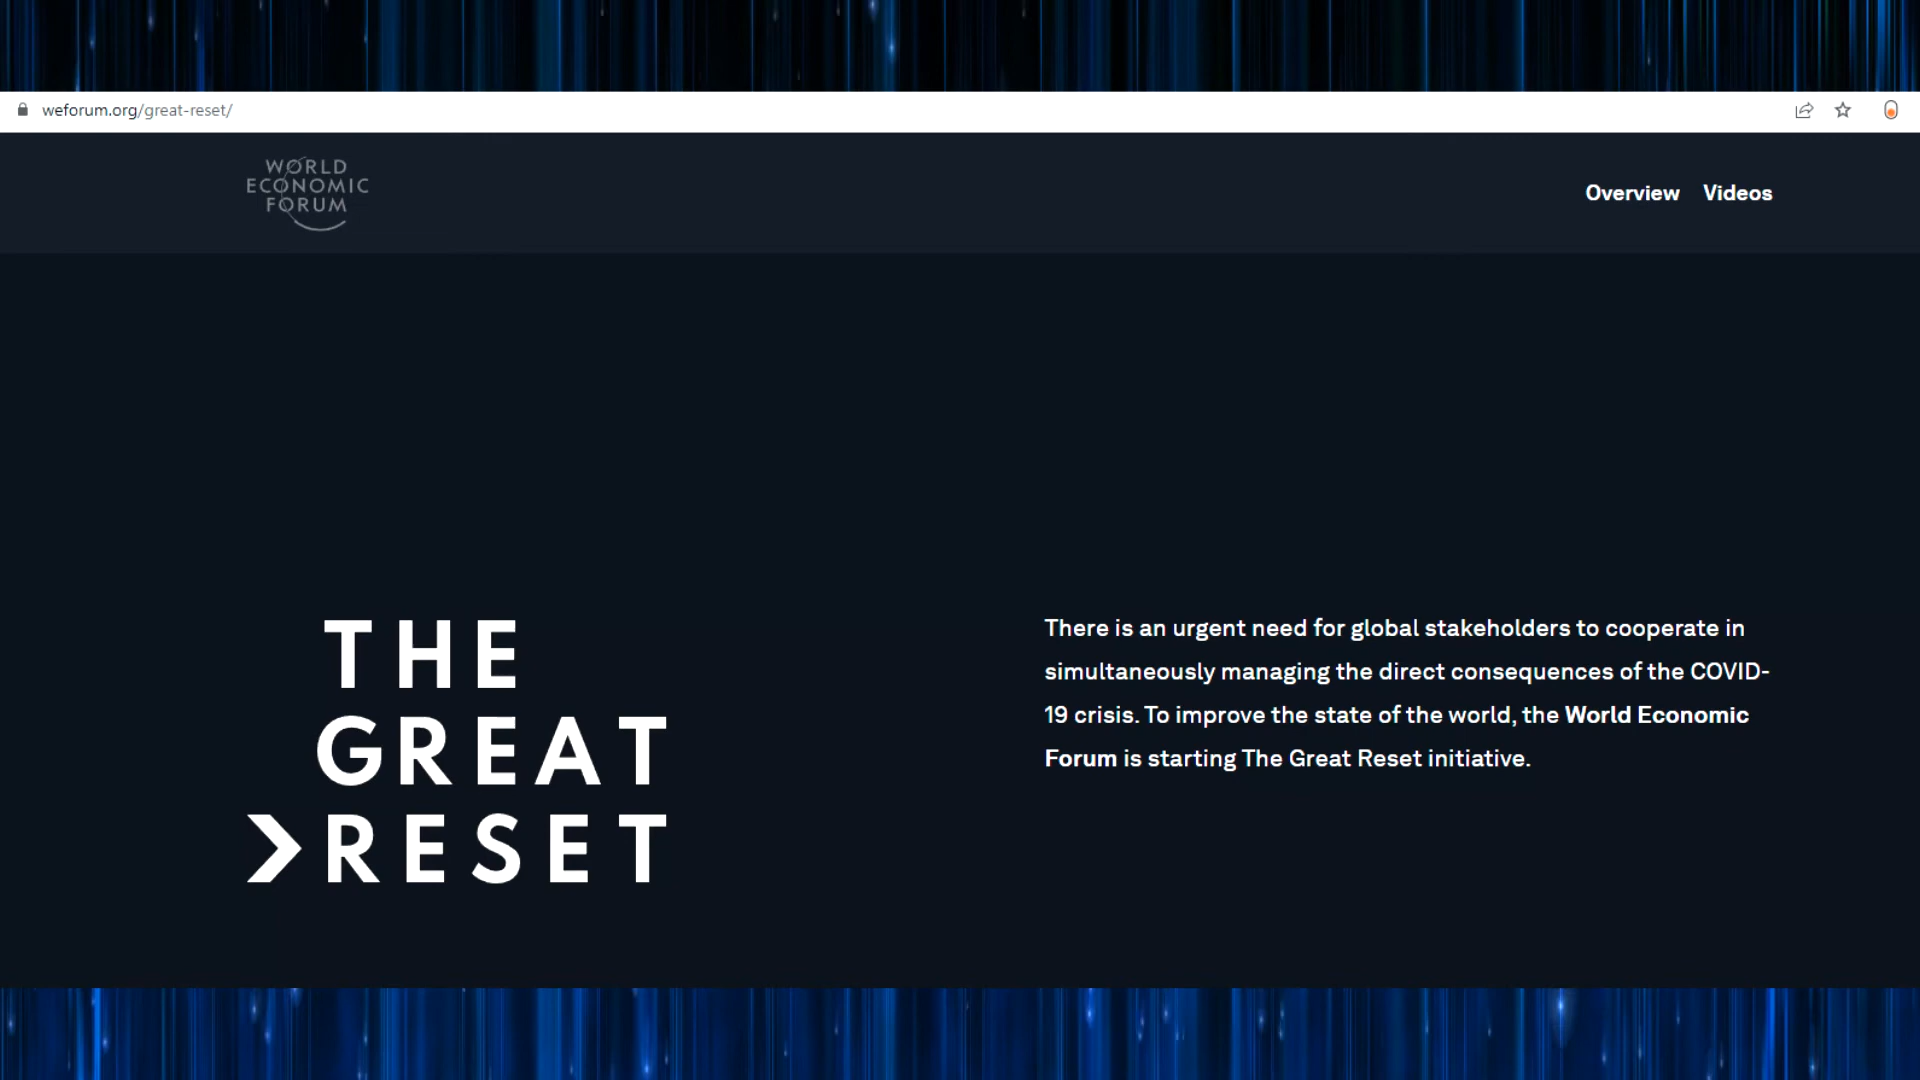 weforum.org/great-reset/
WORLD
ECONOMIC
FORUM
Overview Videos
THE
GREAT
RESET
There is an urgent need for global stakeholders to cooperate in
simultaneously managing the direct consequences of the COVID-
19 crisis. To improve the state of the world, the World Economic
Forum is starting The Great Reset initiative.